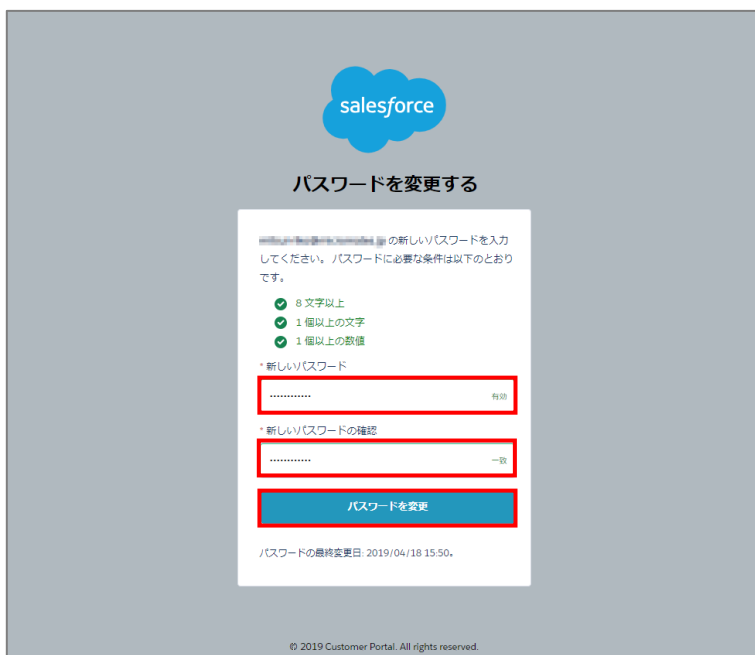 salesforce
パスワードを変更する
の新しいパスワードを入力
してください。 パスワードに必要な条件は以下のとおり
です。
8 文字以上
1 個以上の文字
1 個以上の数値
* 新しいパスワード
············ 有効
* 新しいパスワードの確認
············ 一致
パスワードを変更
パスワードの最終変更日: 2019/04/18 15:50。
© 2019 Customer Portal. All rights reserved.